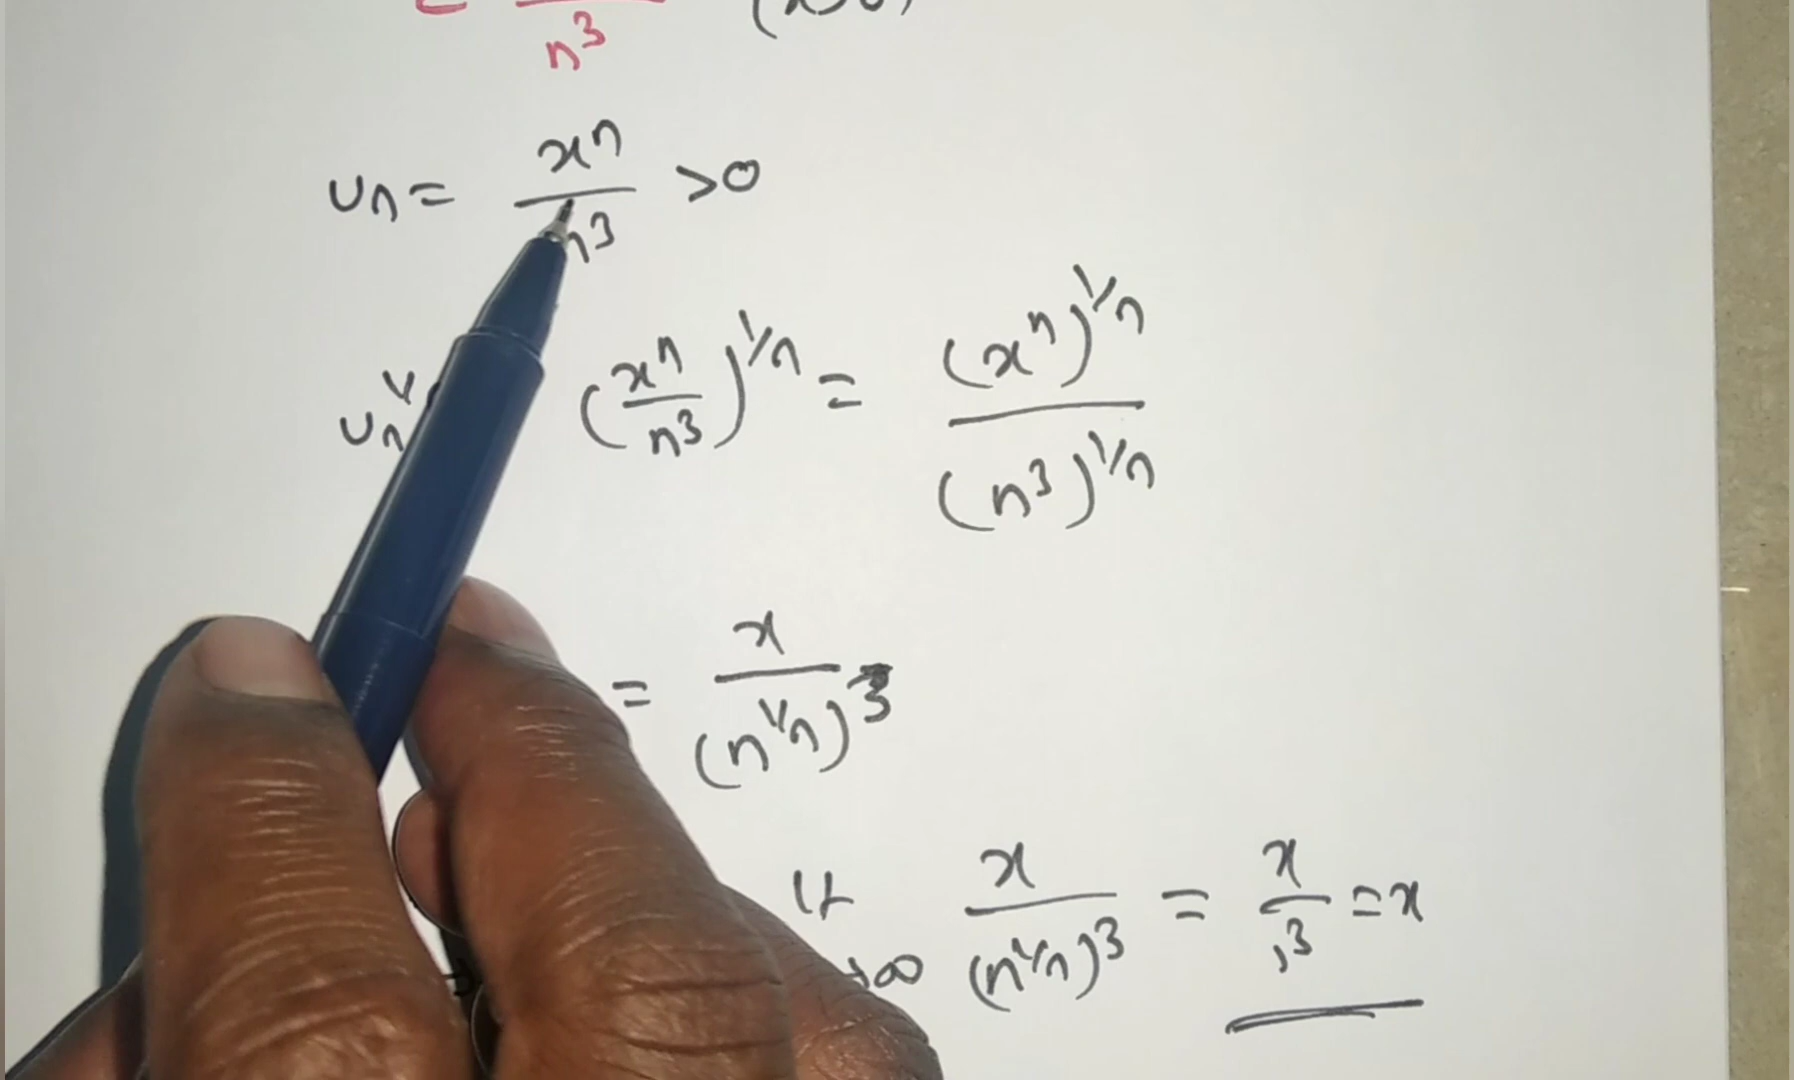 n³
uₙ = xⁿ/n³ >0
uₙ (xⁿ/n³)^1/n = (xⁿ)^1/n / (n³)^1/n
= x/(n^1/n)³
lt →∞ x/(n^1/n)³ = x/1³ = x